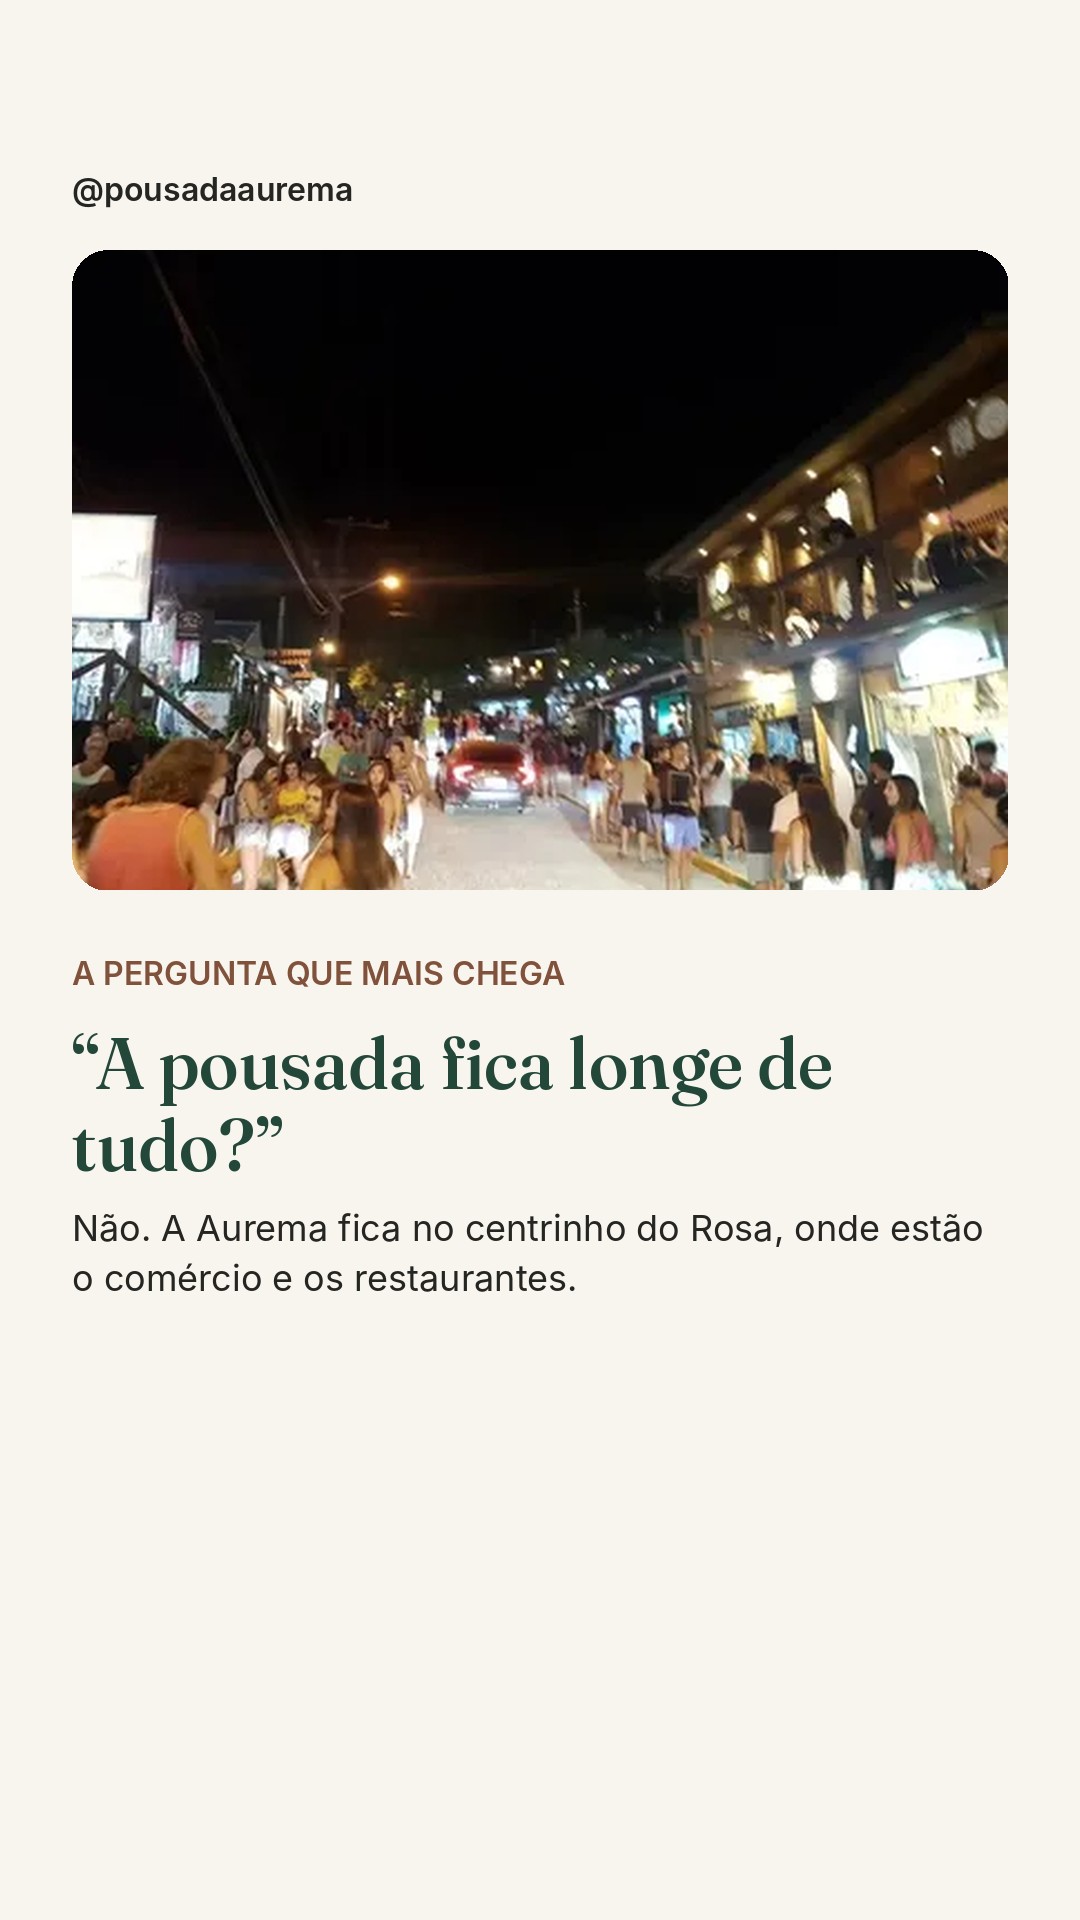 @pousadaaurema
A PERGUNTA QUE MAIS CHEGA
“A pousada fica longe de
tudo?”
Não. A Aurema fica no centrinho do Rosa, onde estão
o comércio e os restaurantes.